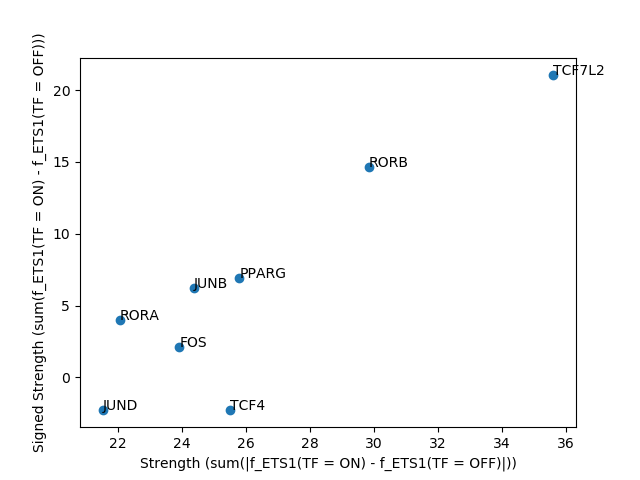 TCF7L2
20
15
RORB
10
PPARG
JUNB
5
RORA
FOS
0
JUND
TCF4
22
24
26
28
30
32
34
36
Strength (sum(|f_ETS1(TF = ON) - f_ETS1(TF = OFF)|))
Signed Strength (sum(f_ETS1(TF = ON) - f_ETS1(TF = OFF)))